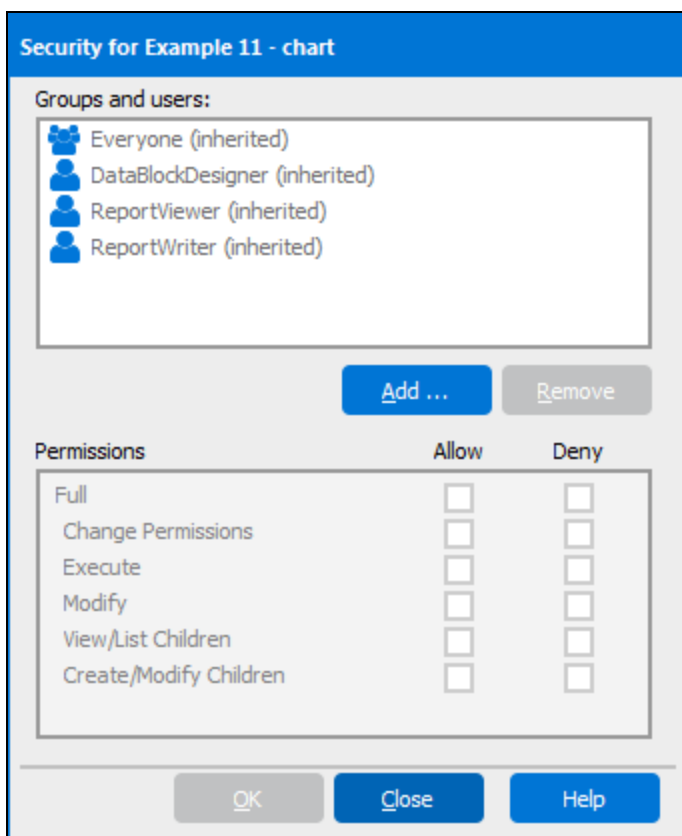 Security for Example 11 - chart
Groups and users:
Everyone (inherited)
DataBlockDesigner (inherited)
ReportViewer (inherited)
ReportWriter (inherited)
Add ... Remove
Permissions Allow Deny
Full
Change Permissions
Execute
Modify
View/List Children
Create/Modify Children
OK Close Help